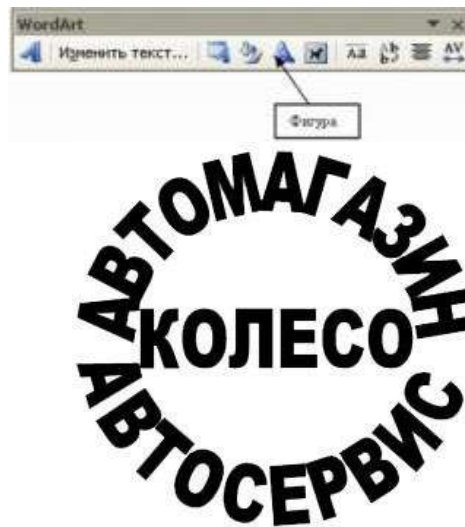 WordArt
Изменить текст...
Фигура
АВТОМАГАЗИН
КОЛЕСО
АВТОСЕРВИС